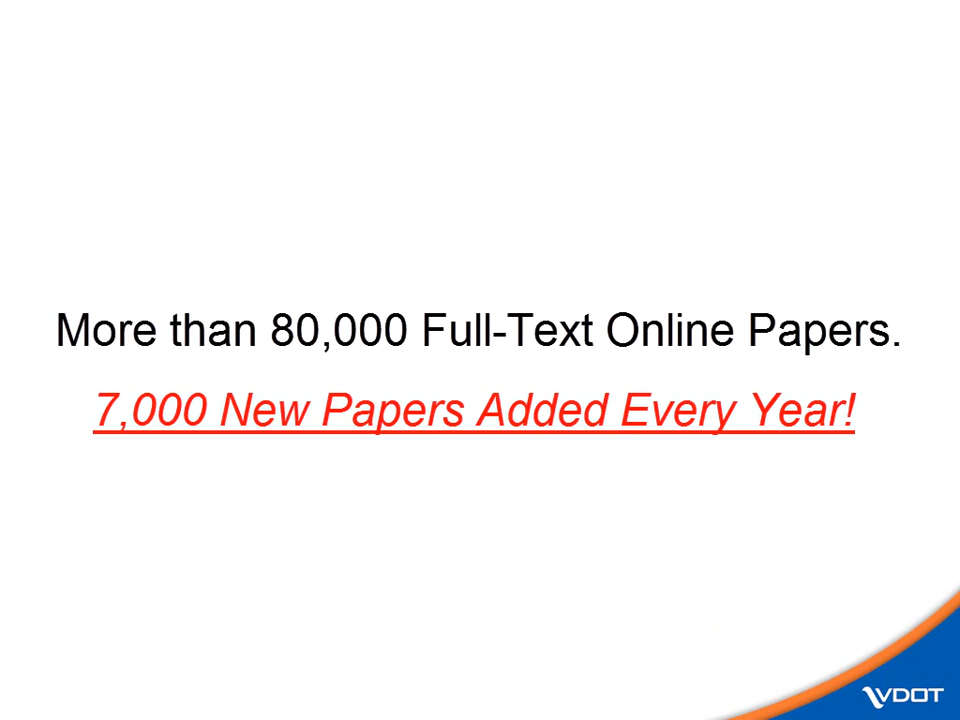 More than 80,000 Full-Text Online Papers.
7,000 New Papers Added Every Year!
VDOT